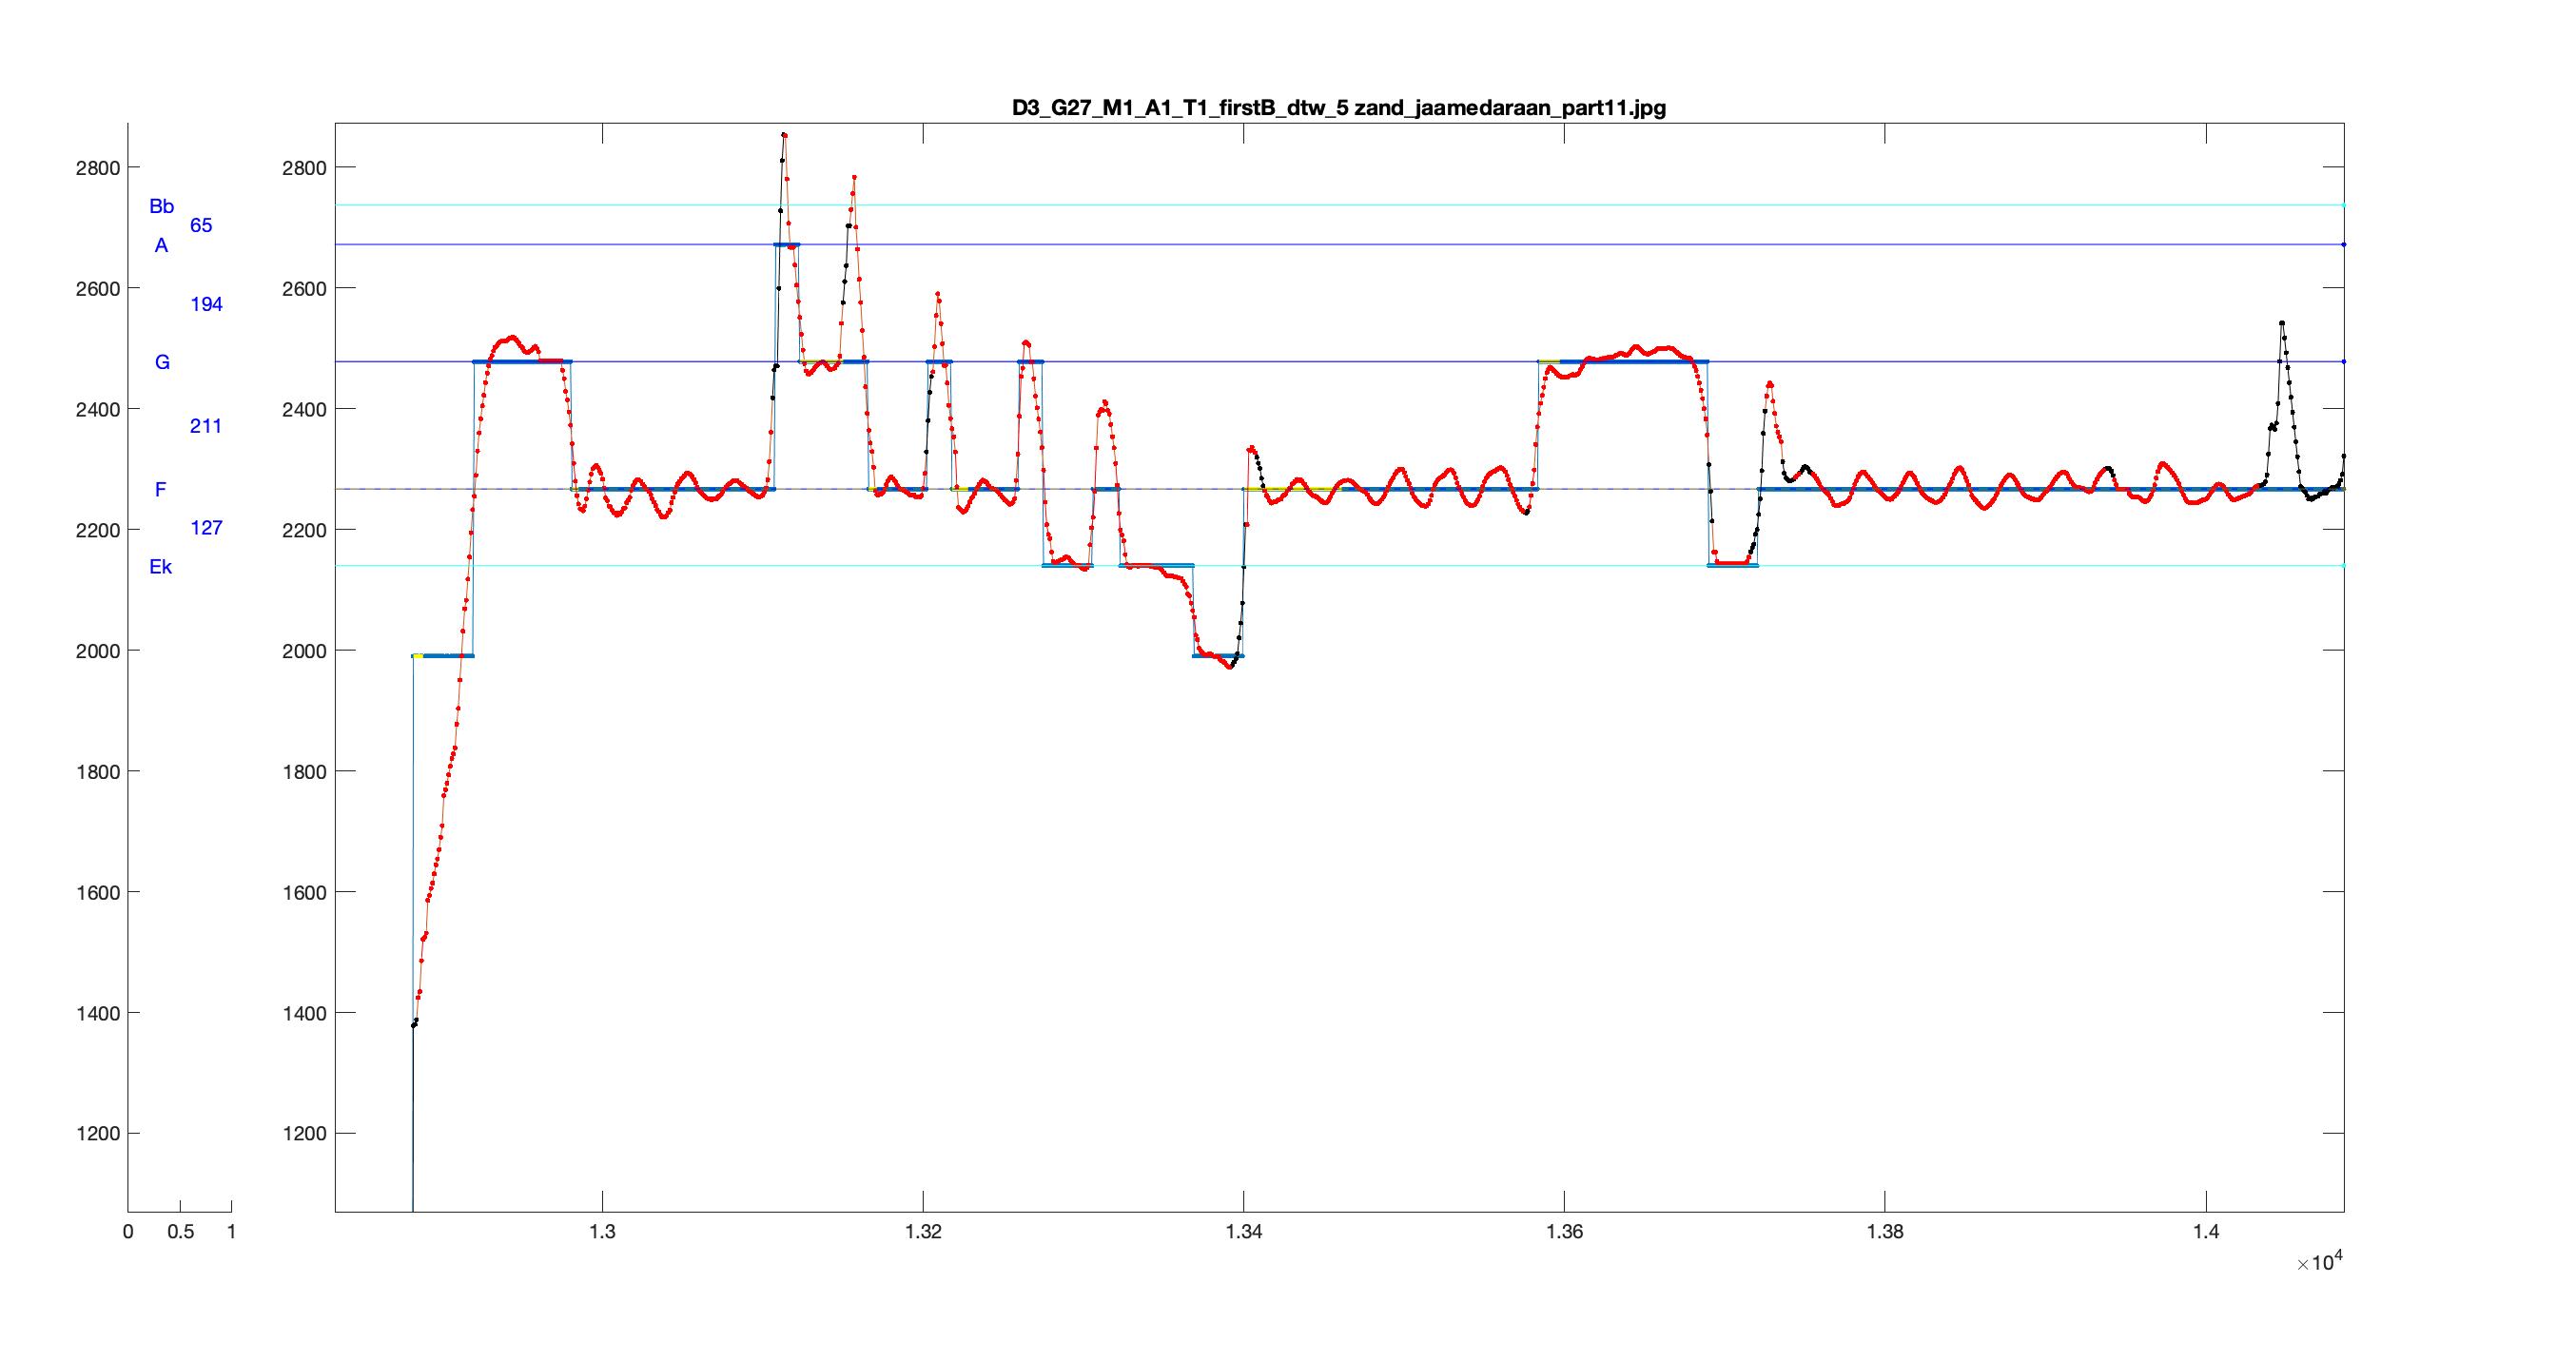 D3_G27_M1_A1_T1_firstB_dtw_5 zand_jaamedaraan_part11.jpg
2800 2800
Bb
65
A
2600 194 2600
G
2400 211 2400
F
2200 127 2200
Ek
2000 2000
1800 1800
1600 1600
1400 1400
1200 1200
0 0.5 1 1.3 1.32 1.34 1.36 1.38 1.4
×10^4